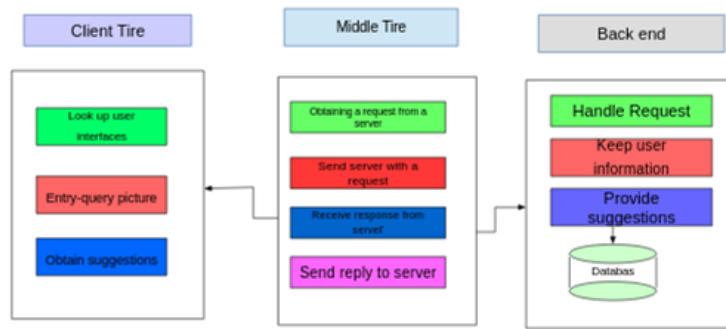 Client Tire
Middle Tire
Back end
Look up user
interfaces
Entry-query picture
Obtain suggestions
Obtaining a request from a
server
Send server with a
request
Receive response from
server
Send reply to server
Handle Request
Keep user
information
Provide
suggestions
Databas